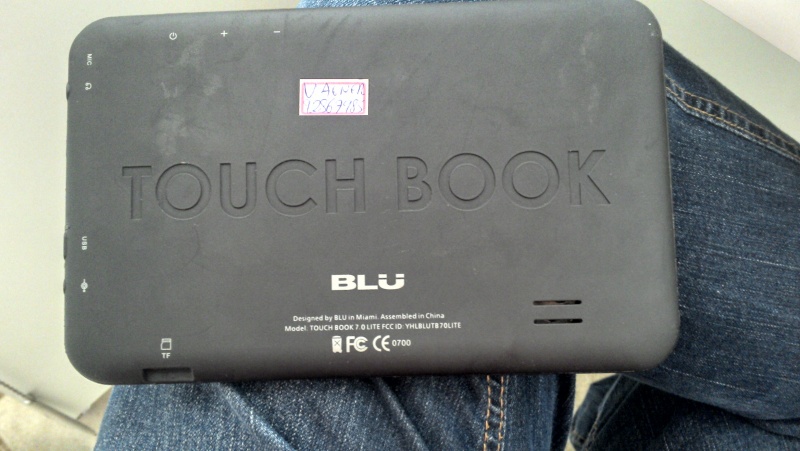 MIC
TOUCH BOOK
USB
BLU
Designed by BLU in Miami. Assembled in China
Model. TOUCH BOOK 7.0 LITE FCC ID: YHLBLUTB70LITE
FC CE 0700
TF